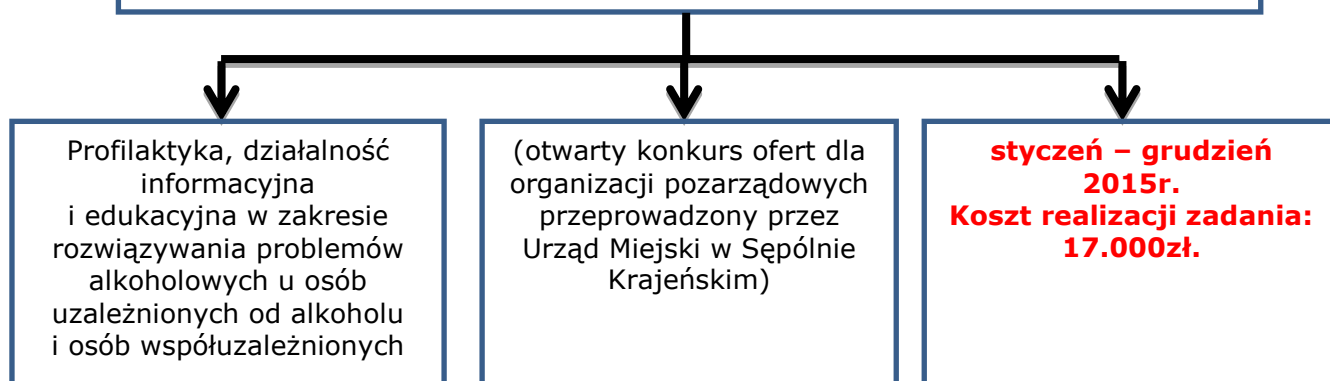 Profilaktyka, działalność
informacyjna
i edukacyjna w zakresie
rozwiązywania problemów
alkoholowych u osób
uzależnionych od alkoholu
i osób współuzależnionych
(otwarty konkurs ofert dla
organizacji pozarządowych
przeprowadzony przez
Urząd Miejski w Sępólnie
Krajeńskim)
styczeń – grudzień
2015r.
Koszt realizacji zadania:
17.000zł.